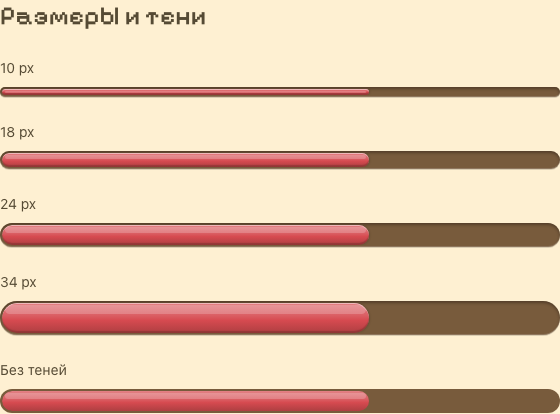 Размеры и тени
10 px
18 px
24 px
34 px
Без теней